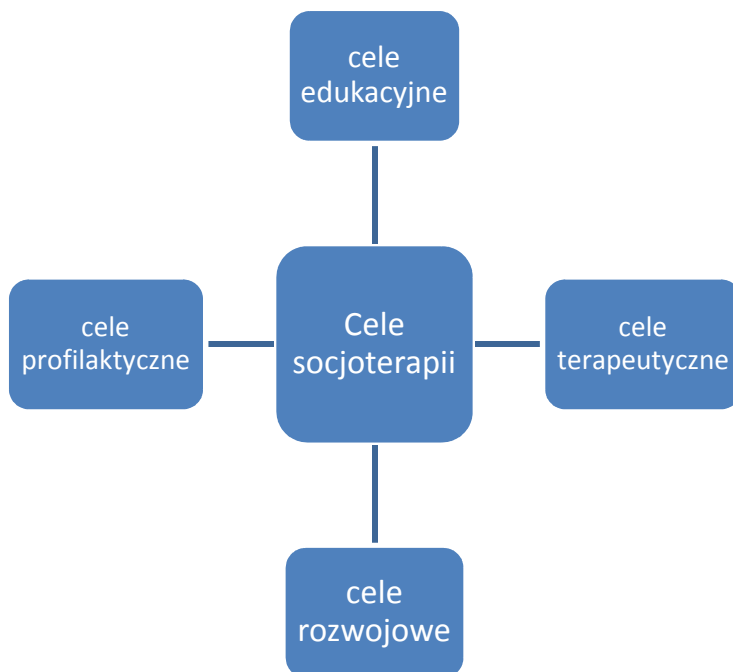 cele
edukacyjne
cele
profilaktyczne
Cele
socjoterapii
cele
terapeutyczne
cele
rozwojowe